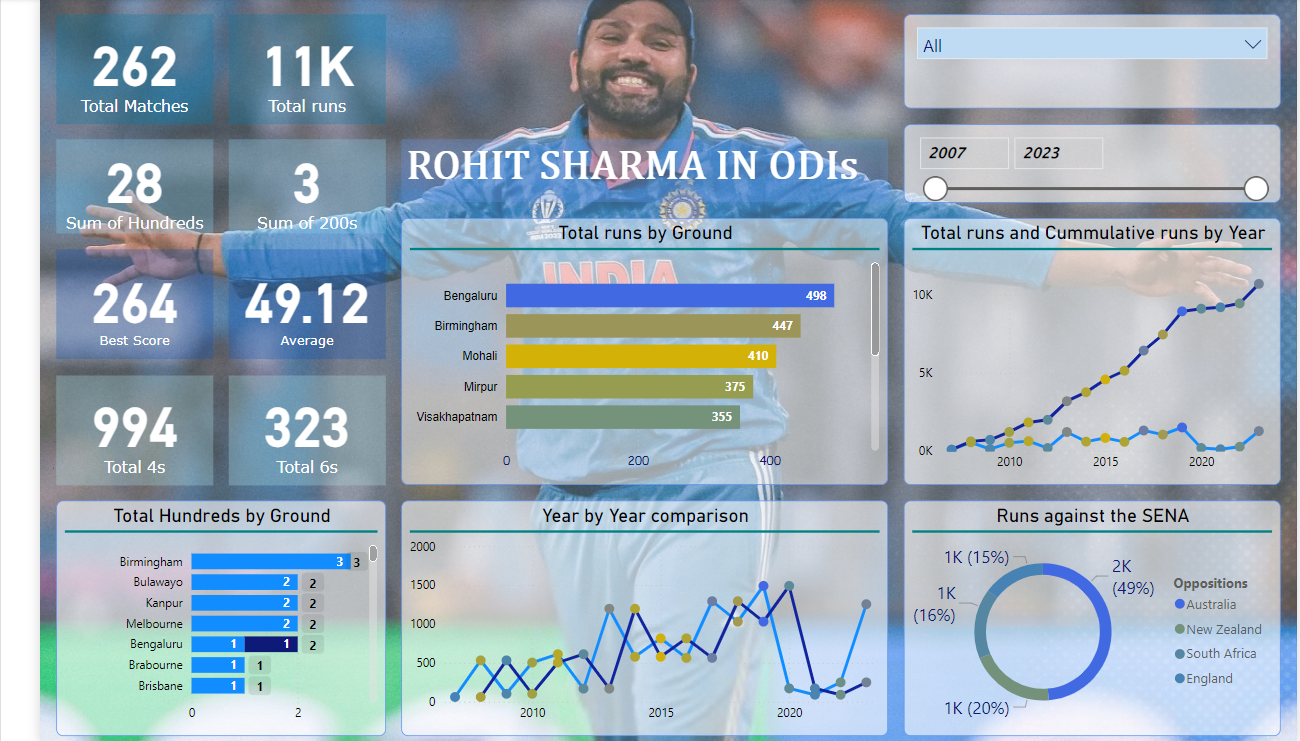 262
Total Matches
11K
Total runs
28
Sum of Hundreds
3
Sum of 200s
264
Best Score
49.12
Average
994
Total 4s
323
Total 6s
ROHIT SHARMA IN ODIs
INDIA
All
2007 2023
Total runs by Ground
Bengaluru 498
Birmingham 447
Mohali 410
Mirpur 375
Visakhapatnam 355
0 200 400
Total runs and Cummulative runs by Year
10K
5K
0K
2010 2015 2020
Total Hundreds by Ground
Birmingham 3 3
Bulawayo 2 2
Kanpur 2 2
Melbourne 2 2
Bengaluru 1 1 2
Brabourne 1 1
Brisbane 1 1
0 2
Year by Year comparison
2000
1500
1000
500
0
2010 2015 2020
Runs against the SENA
1K (15%)
2K
(49%)
1K
(16%)
1K (20%)
Oppositions
Australia
New Zealand
South Africa
England